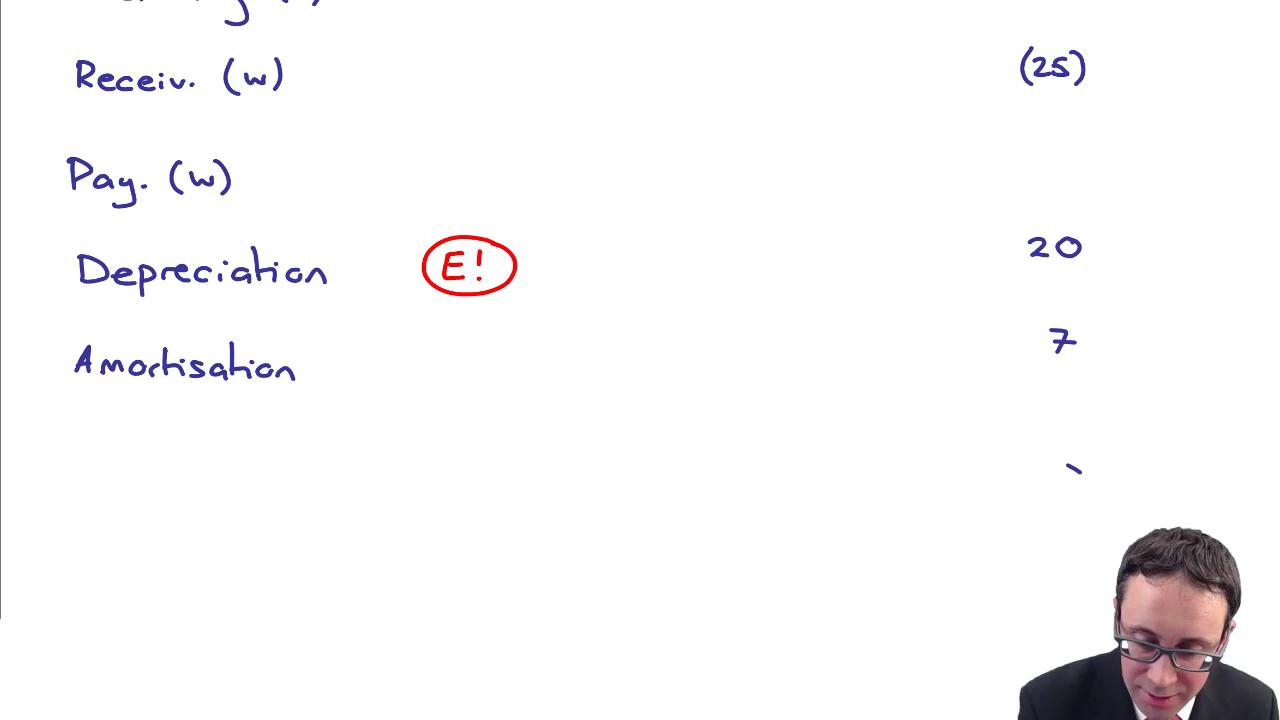 Receiv. (w) (25)
Pay. (w)
Depreciation E! 20
Amortisation 7